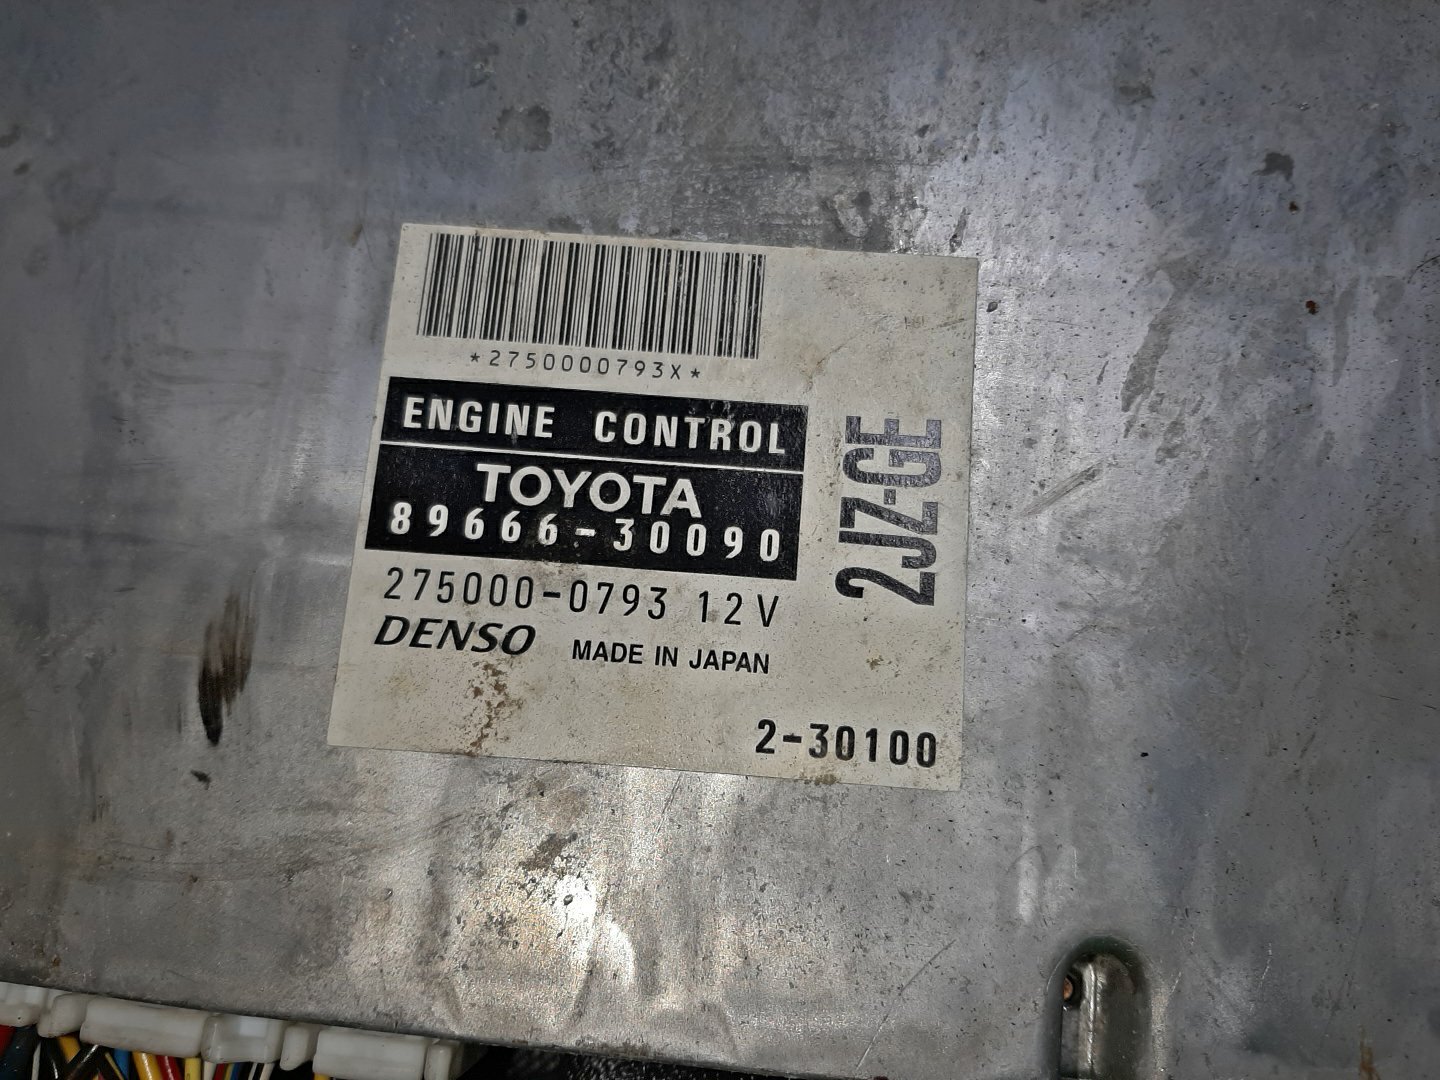 *2750000793X*
ENGINE CONTROL
TOYOTA
89666-30090
275000-0793 12V
DENSO MADE IN JAPAN
2JZ-GE
2-30100